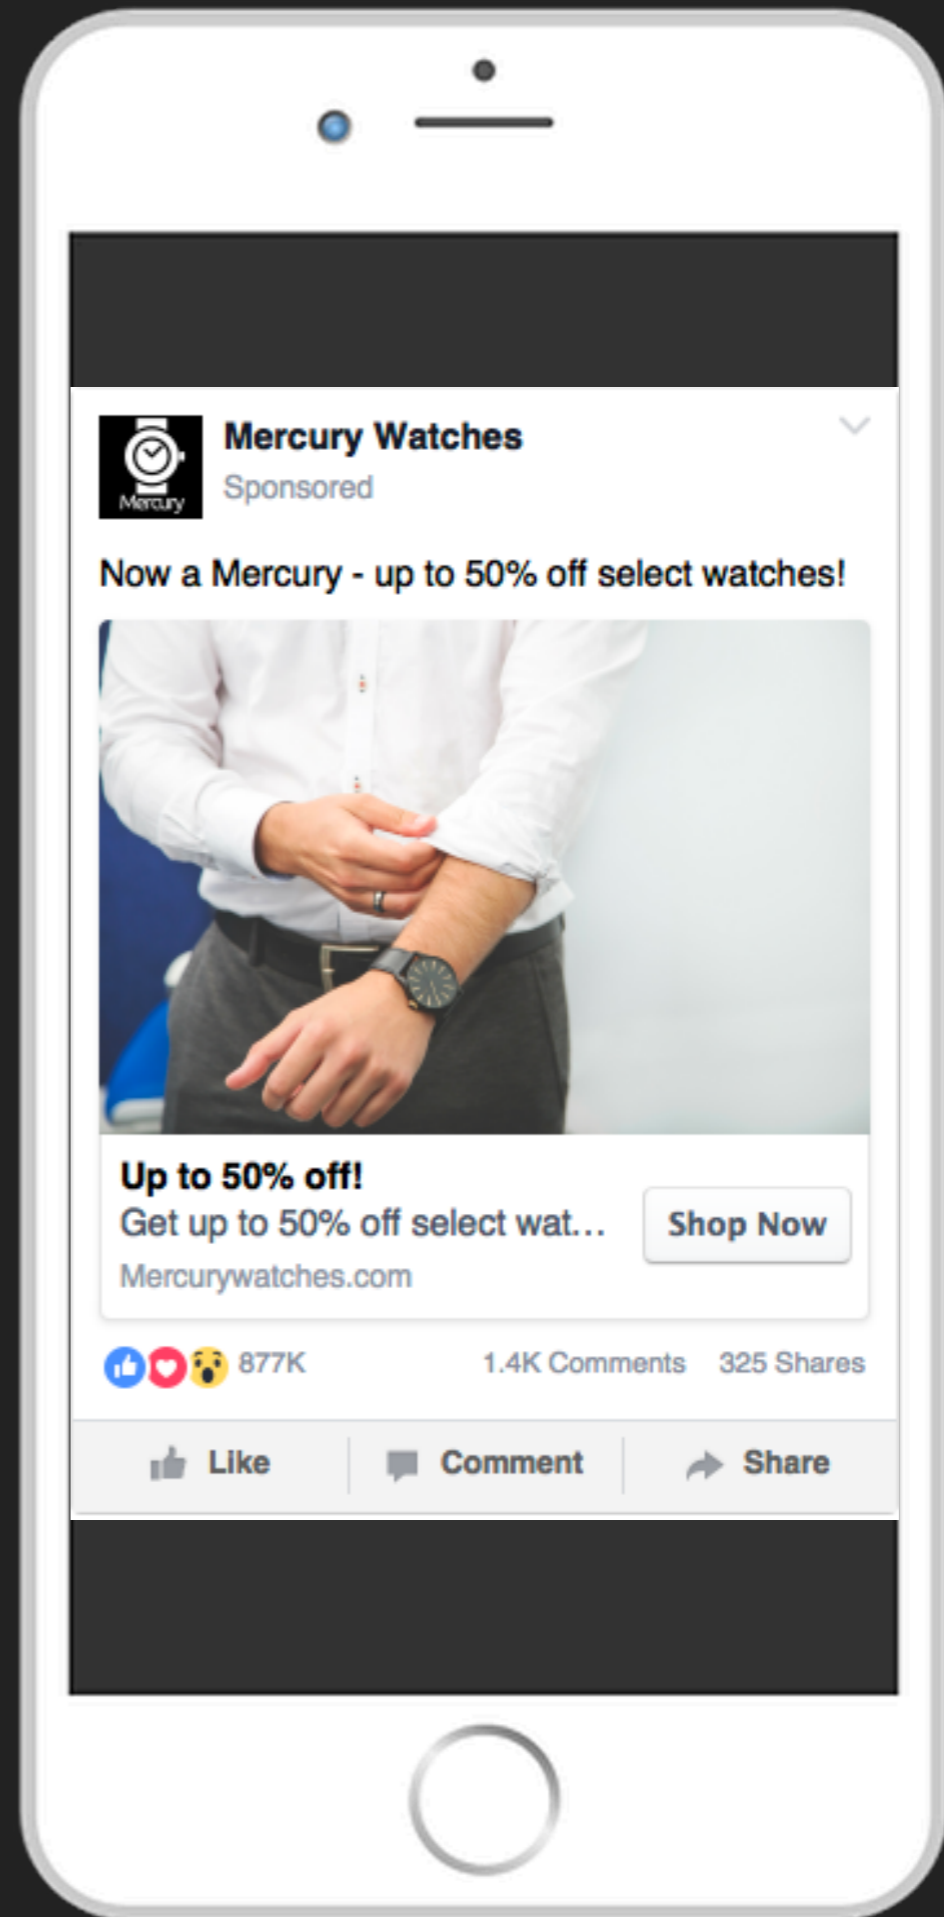 Mercury
Mercury Watches
Sponsored
Now a Mercury - up to 50% off select watches!
Up to 50% off!
Get up to 50% off select wat...
Shop Now
Mercurywatches.com
877K 1.4K Comments 325 Shares
Like Comment Share